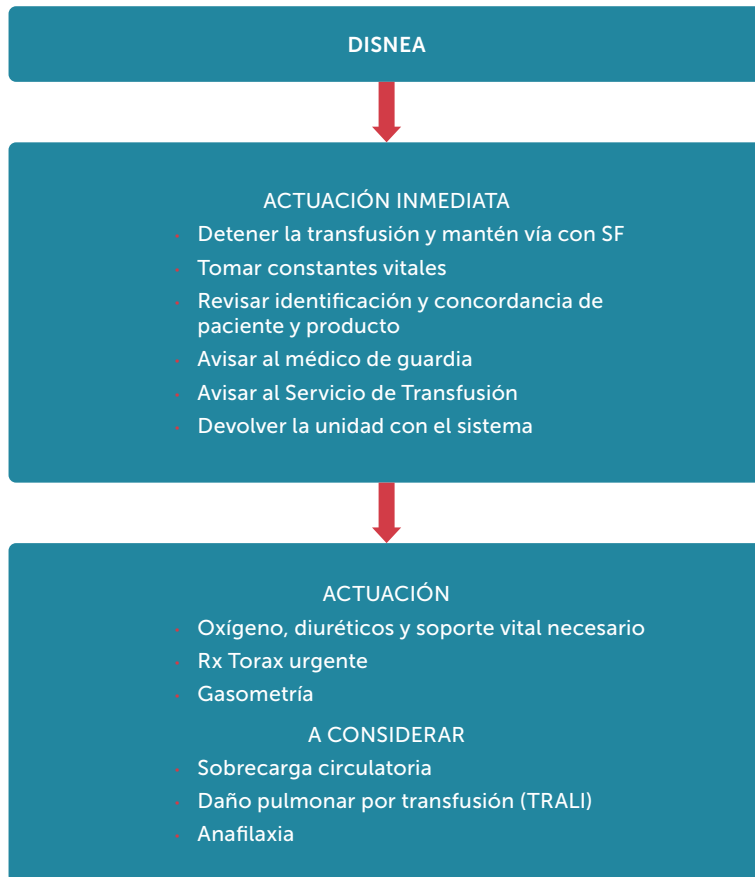 DISNEA
ACTUACIÓN INMEDIATA
· Detener la transfusión y mantén vía con SF
· Tomar constantes vitales
· Revisar identificación y concordancia de
paciente y producto
· Avisar al médico de guardia
· Avisar al Servicio de Transfusión
· Devolver la unidad con el sistema
ACTUACIÓN
· Oxígeno, diuréticos y soporte vital necesario
· Rx Torax urgente
· Gasometría
A CONSIDERAR
· Sobrecarga circulatoria
· Daño pulmonar por transfusión (TRALI)
· Anafilaxia